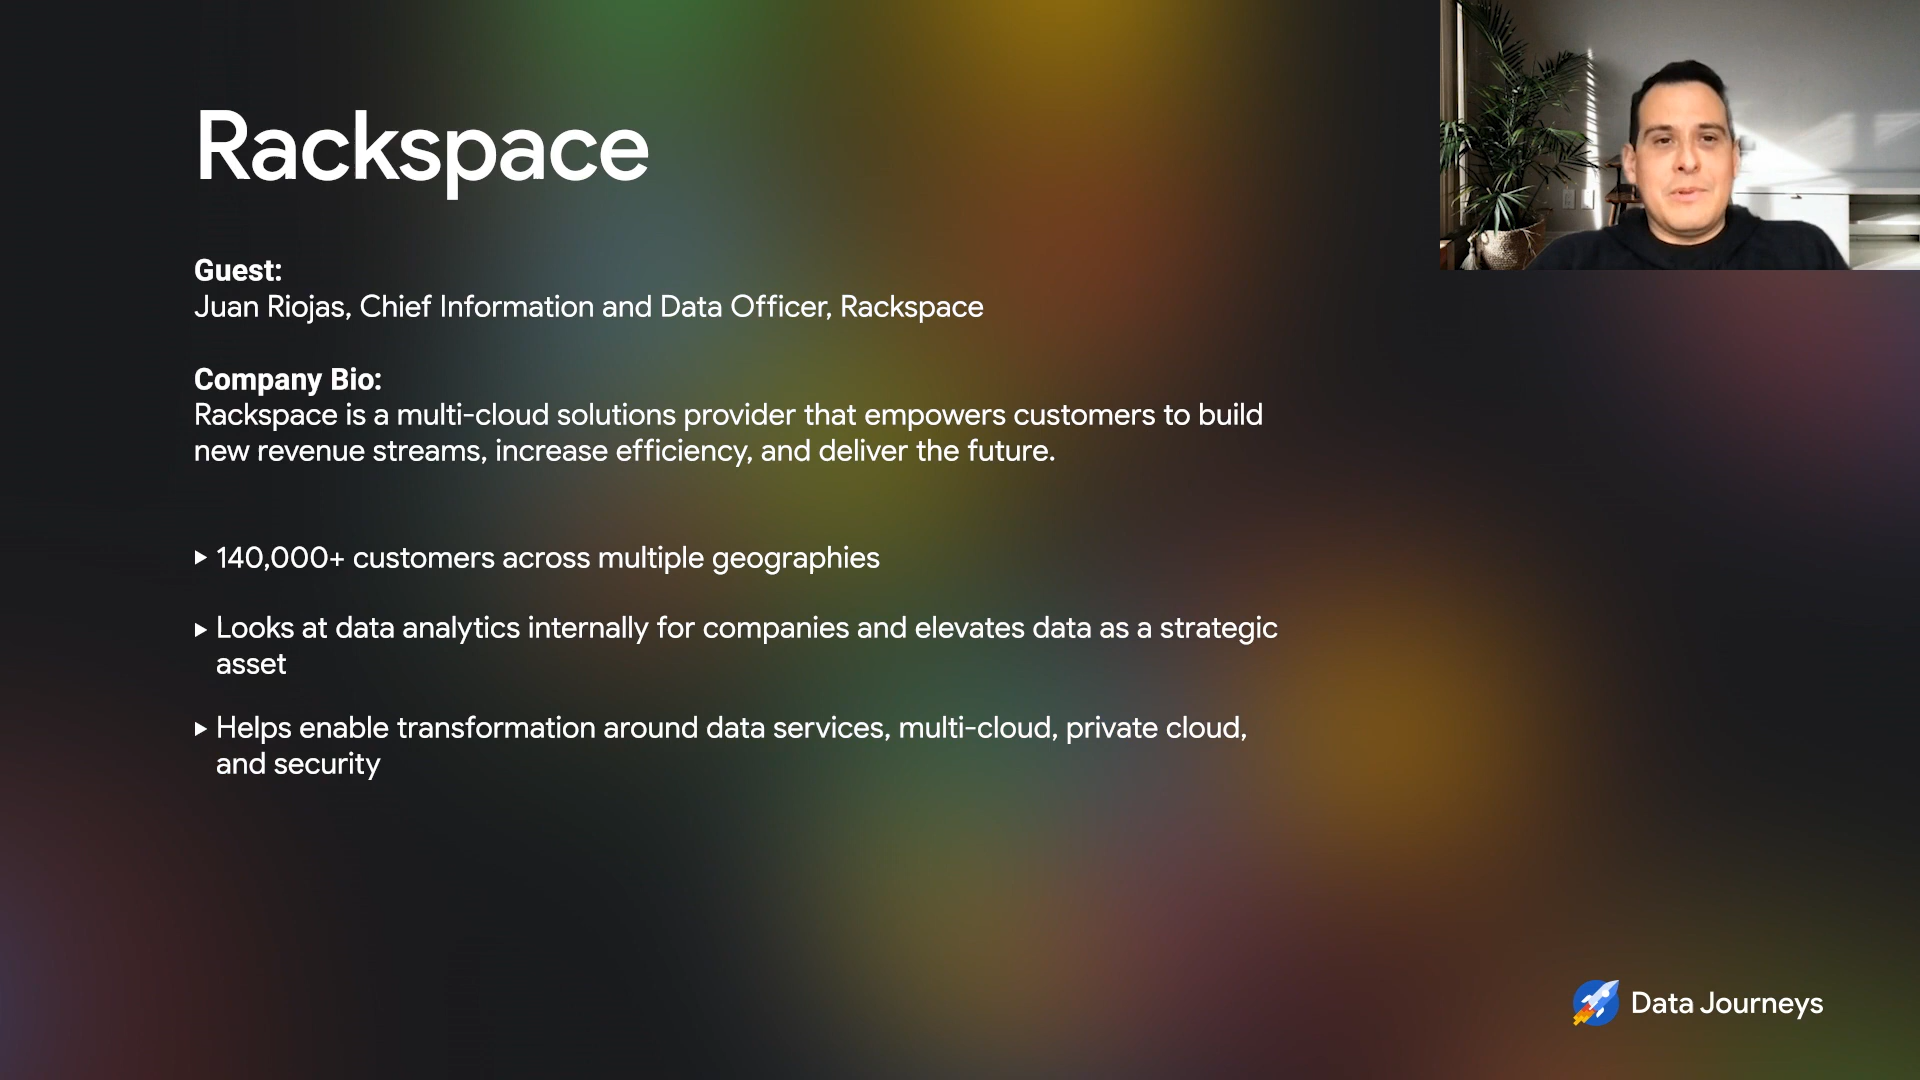 Rackspace
Guest:
Juan Riojas, Chief Information and Data Officer, Rackspace
Company Bio:
Rackspace is a multi-cloud solutions provider that empowers customers to build
new revenue streams, increase efficiency, and deliver the future.
▸ 140,000+ customers across multiple geographies
▸ Looks at data analytics internally for companies and elevates data as a strategic
asset
▸ Helps enable transformation around data services, multi-cloud, private cloud,
and security
Data Journeys